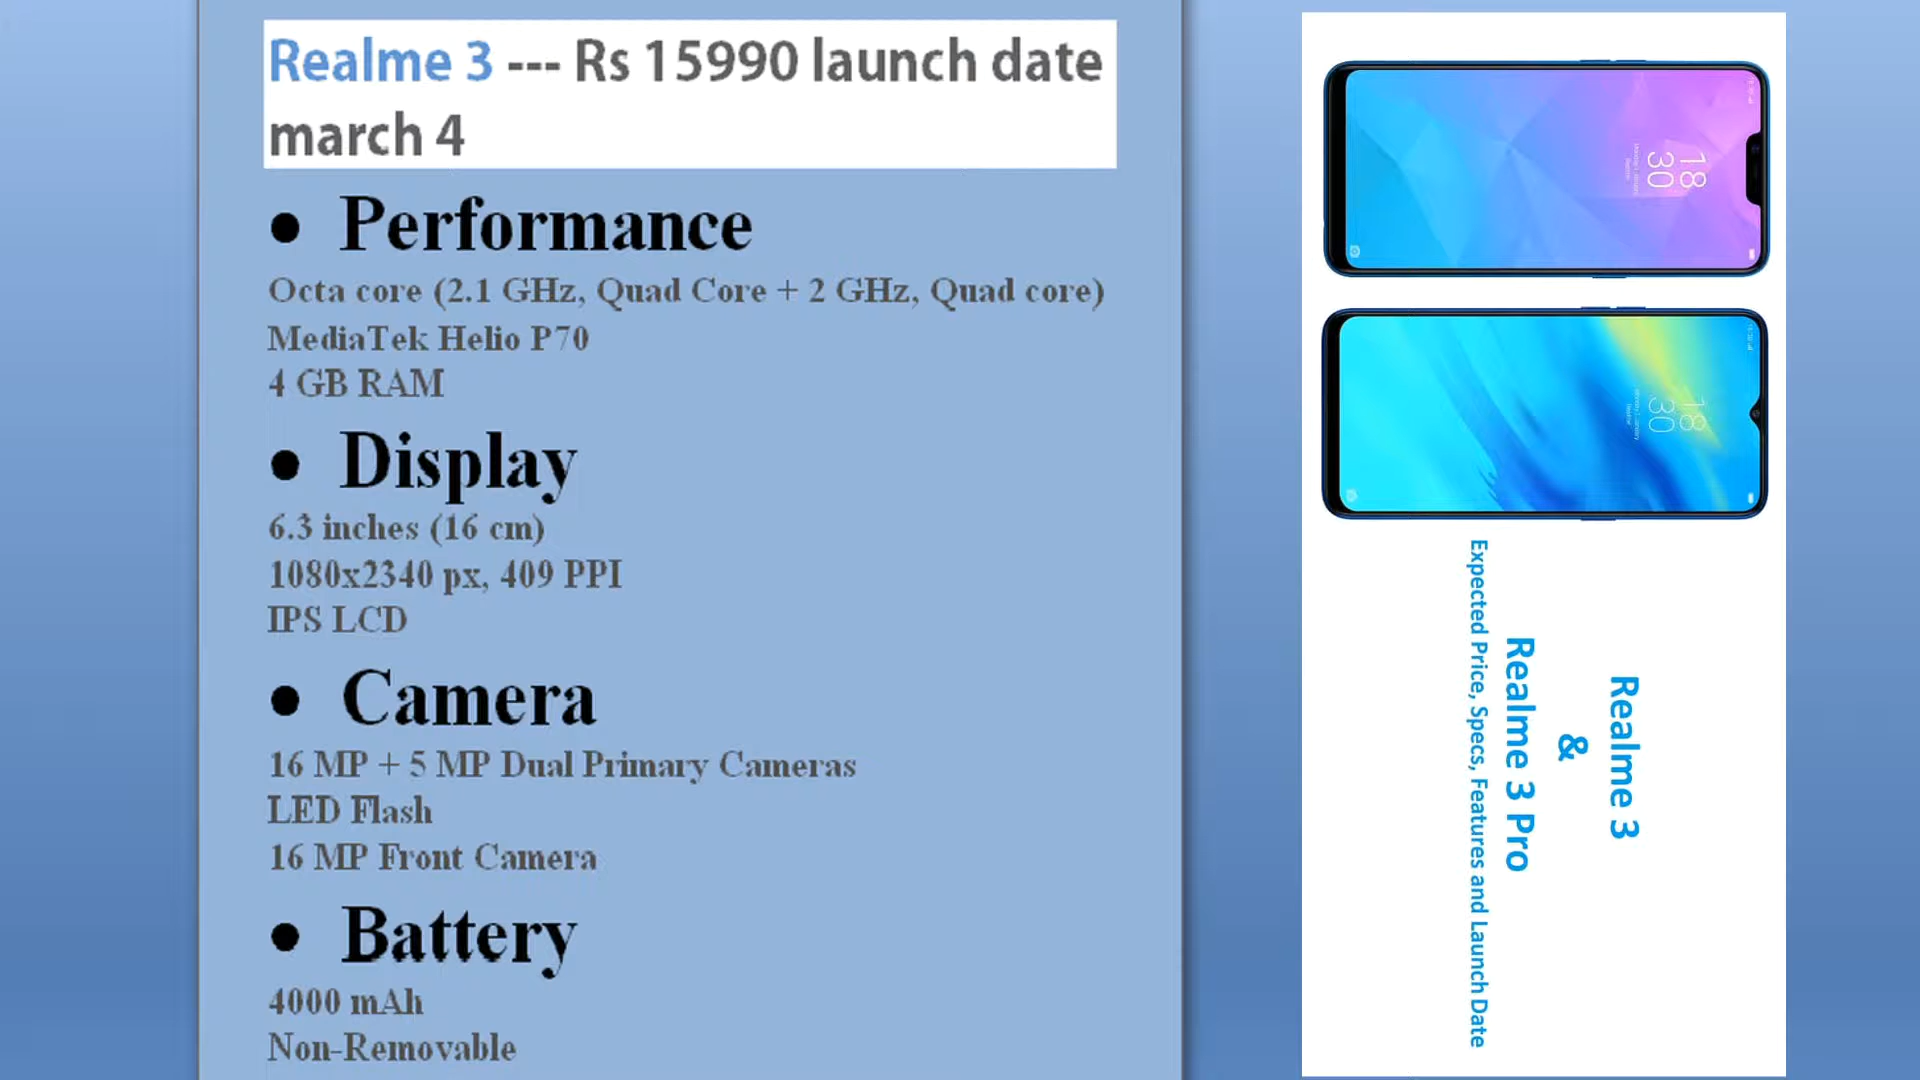 Realme 3 --- Rs 15990 launch date
march 4
• Performance
Octa core (2.1 GHz, Quad Core + 2 GHz, Quad core)
MediaTek Helio P70
4 GB RAM
• Display
6.3 inches (16 cm)
1080x2340 px, 409 PPI
IPS LCD
• Camera
16 MP + 5 MP Dual Primary Cameras
LED Flash
16 MP Front Camera
• Battery
4000 mAh
Non-Removable
18
30
18
30
Realme 3
&
Realme 3 Pro
Expected Price, Specs, Features and Launch Date